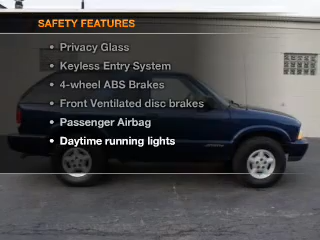 SAFETY FEATURES
• Privacy Glass
• Keyless Entry System
• 4-wheel ABS Brakes
• Front Ventilated disc brakes
• Passenger Airbag
• Daytime running lights